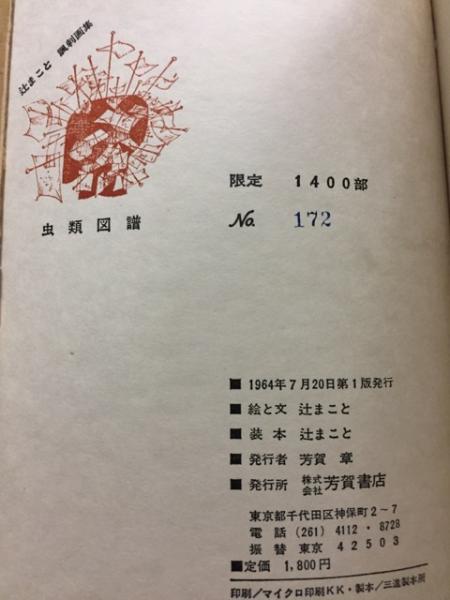 辻まこと 諷刺画集
虫類図譜
限定 1400部
No. 172
■ 1964年7月20日第1版発行
■ 絵と文 辻まこと
■ 装本 辻まこと
■ 発行者 芳賀 章
■ 発行所 株式会社 芳賀書店
東京都千代田区神保町2〜7
電話 (261) 4112・8728
振替 東京 42503
■定価 1,800円
印刷/マイクロ印刷KK・製本/三進製本所